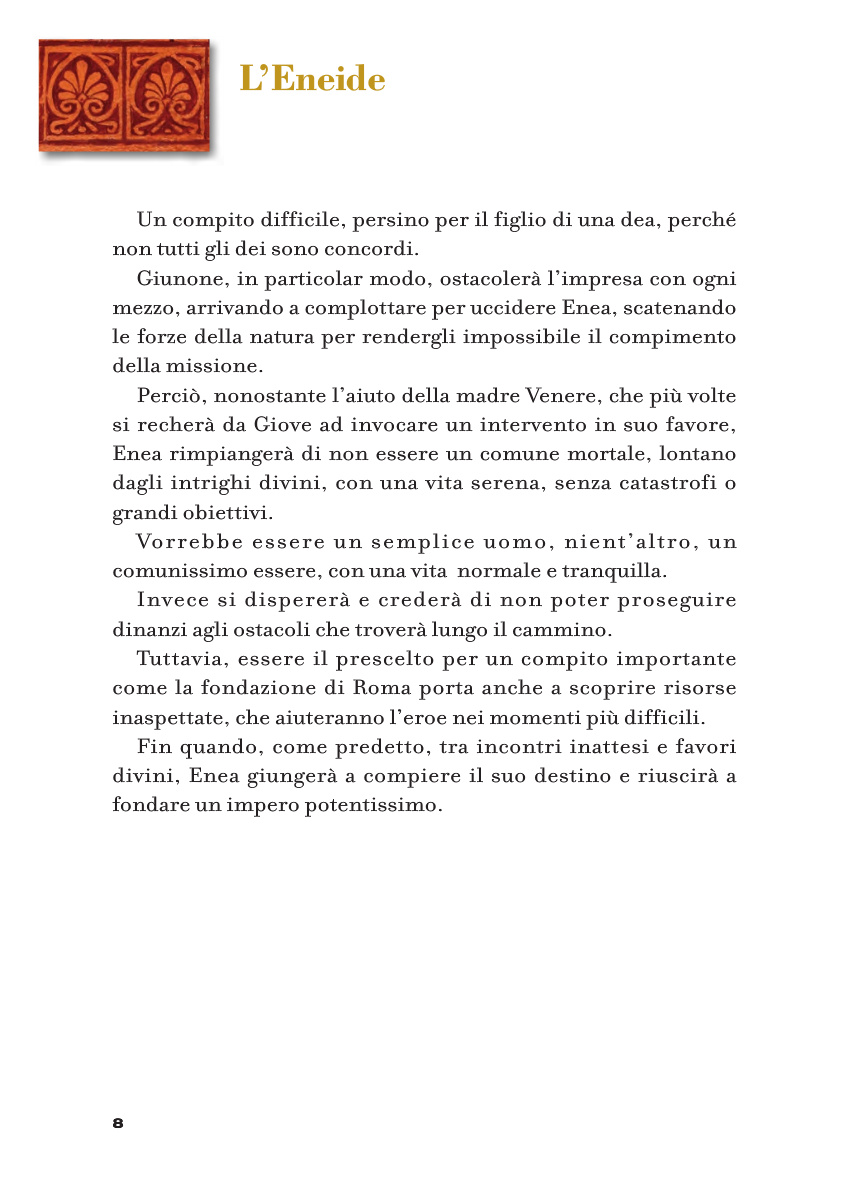 L’Eneide
Un compito difficile, persino per il figlio di una dea, perché
non tutti gli dei sono concordi.
Giunone, in particolar modo, ostacolerà l’impresa con ogni
mezzo, arrivando a complottare per uccidere Enea, scatenando
le forze della natura per rendergli impossibile il compimento
della missione.
Perciò, nonostante l’aiuto della madre Venere, che più volte
si recherà da Giove ad invocare un intervento in suo favore,
Enea rimpiangerà di non essere un comune mortale, lontano
dagli intrighi divini, con una vita serena, senza catastrofi o
grandi obiettivi.
Vorrebbe essere un semplice uomo, nient’altro, un
comunissimo essere, con una vita  normale e tranquilla.
Invece si dispererà e crederà di non poter proseguire
dinanzi agli ostacoli che troverà lungo il cammino.
Tuttavia, essere il prescelto per un compito importante
come la fondazione di Roma porta anche a scoprire risorse
inaspettate, che aiuteranno l’eroe nei momenti più difficili.
Fin quando, come predetto, tra incontri inattesi e favori
divini, Enea giungerà a compiere il suo destino e riuscirà a
fondare un impero potentissimo.
8